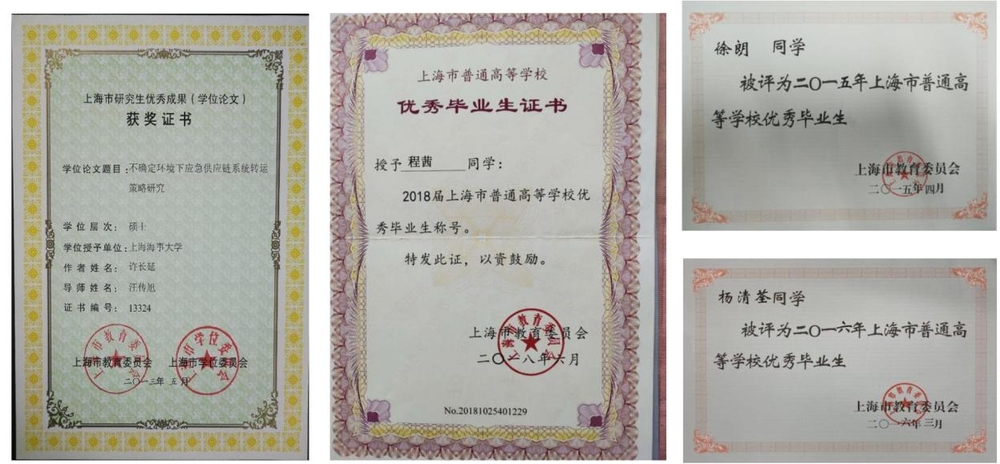 上海市研究生优秀成果（学位论文）
获奖证书
学位论文题目：不确定环境下应急供应链系统转运
策略研究
学位层次：硕士
学位授予单位：上海海事大学
作者姓名：许长延
导师姓名：汪传旭
证书编号：13324
上海市教育委员会 上海市学位委员会
二〇一三年 五 月
上海市普通高等学校
优秀毕业生证书
授予 程茜 同学：
2018届上海市普通高等学校优
秀毕业生称号。
特发此证，以资鼓励。
上海市教育委员会
二〇一八年六月
No.20181025401229
徐朗 同学
被评为二〇一五年上海市普通高
等学校优秀毕业生
上海市教育委员会
二〇一五年四月
杨清荃同学
被评为二〇一六年上海市普通高
等学校优秀毕业生
上海市教育委员会
二〇一六年三月